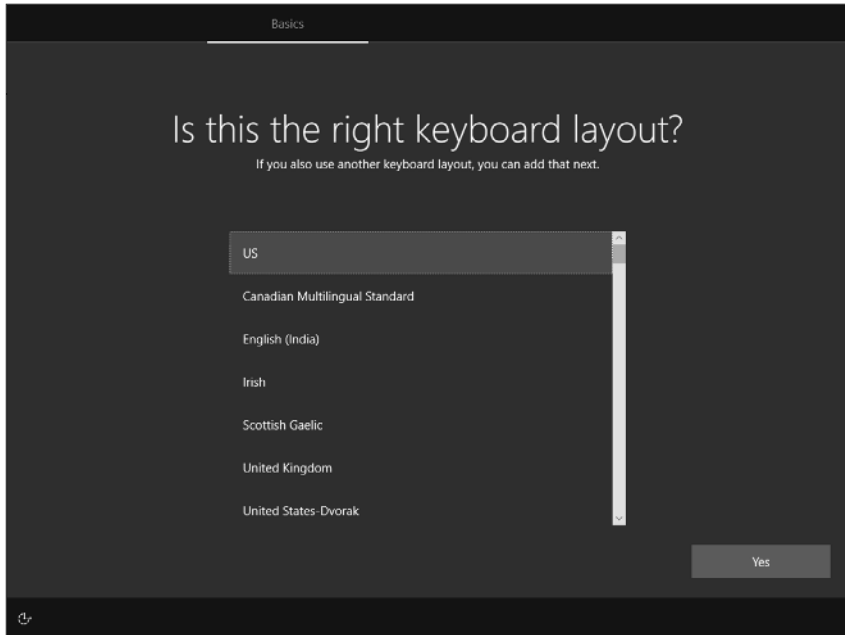 Basics
Is this the right keyboard layout?
If you also use another keyboard layout, you can add that next.
US
Canadian Multilingual Standard
English (India)
Irish
Scottish Gaelic
United Kingdom
United States-Dvorak
Yes